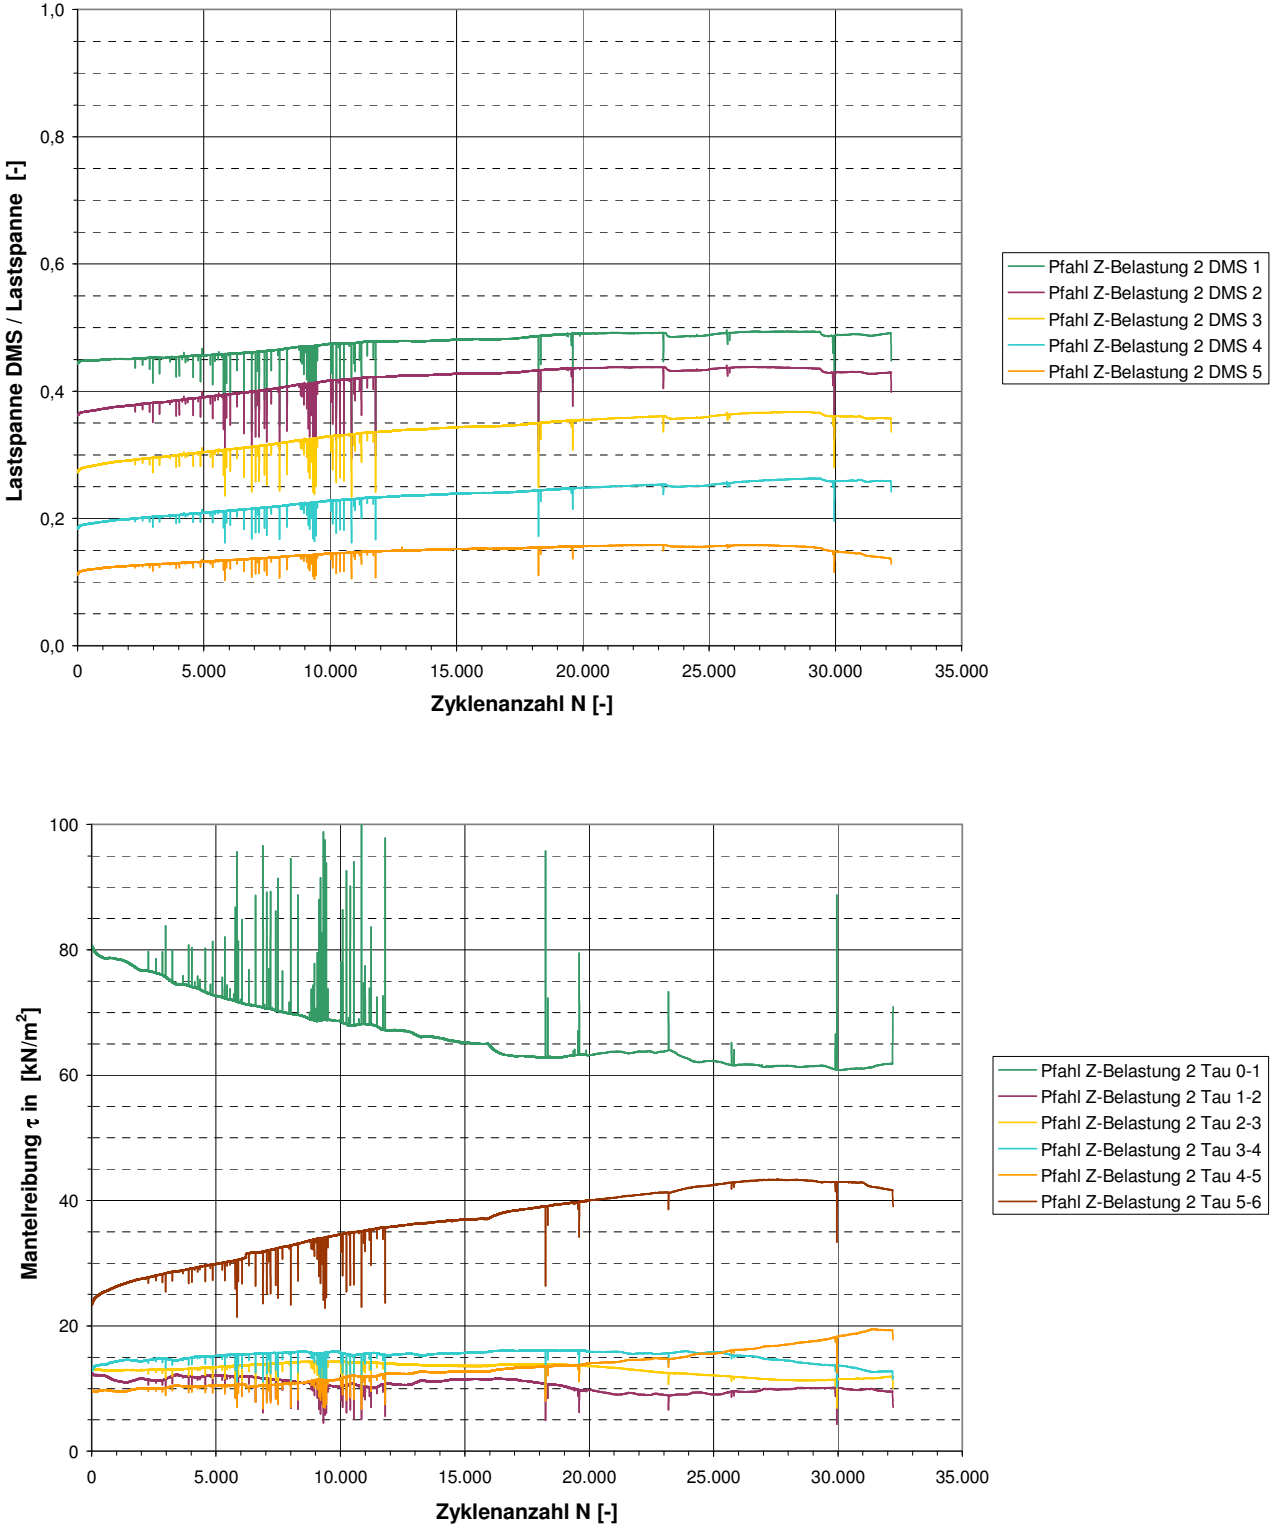 1,0
0,8
0,6
0,4
0,2
0,0
Lastspanne DMS / Lastspanne [-]
0 5.000 10.000 15.000 20.000 25.000 30.000 35.000
Zyklenanzahl N [-]
Pfahl Z-Belastung 2 DMS 1
Pfahl Z-Belastung 2 DMS 2
Pfahl Z-Belastung 2 DMS 3
Pfahl Z-Belastung 2 DMS 4
Pfahl Z-Belastung 2 DMS 5
100
80
60
40
20
0
Mantelreibung τ in [kN/m²]
0 5.000 10.000 15.000 20.000 25.000 30.000 35.000
Zyklenanzahl N [-]
Pfahl Z-Belastung 2 Tau 0-1
Pfahl Z-Belastung 2 Tau 1-2
Pfahl Z-Belastung 2 Tau 2-3
Pfahl Z-Belastung 2 Tau 3-4
Pfahl Z-Belastung 2 Tau 4-5
Pfahl Z-Belastung 2 Tau 5-6